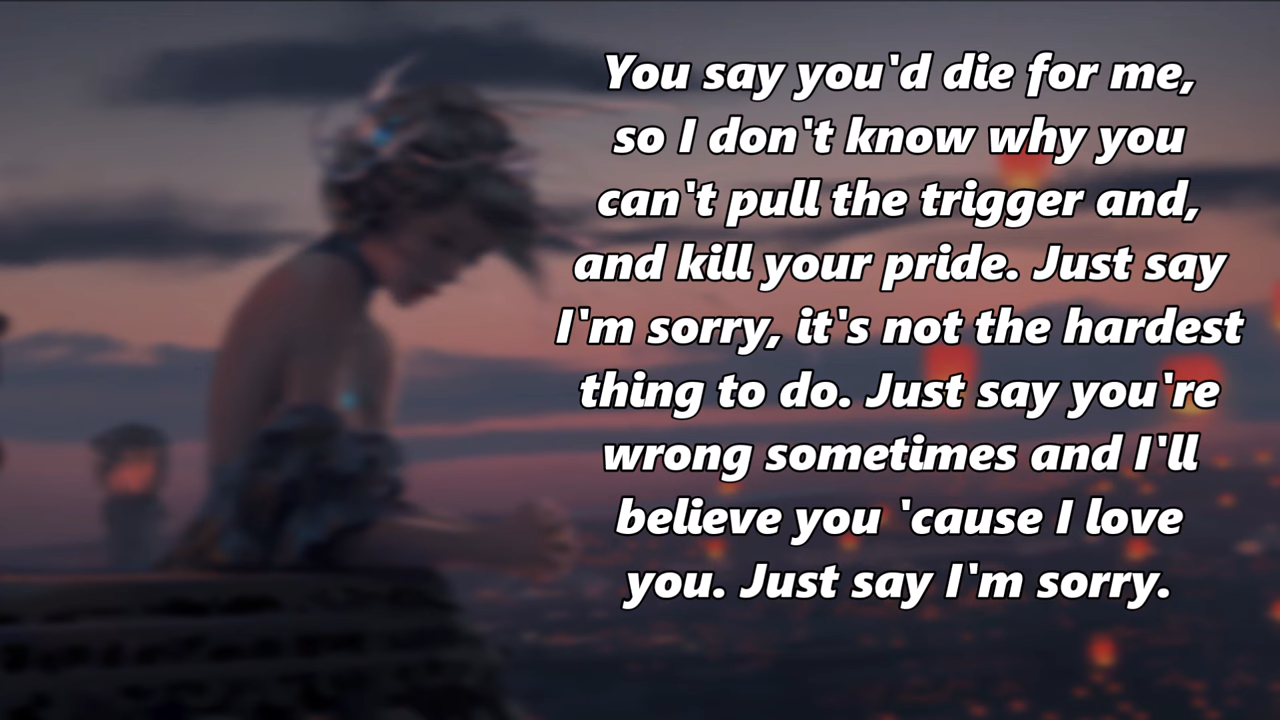 You say you'd die for me,
so I don't know why you
can't pull the trigger and,
and kill your pride. Just say
I'm sorry, it's not the hardest
thing to do. Just say you're
wrong sometimes and I'll
believe you 'cause I love
you. Just say I'm sorry.